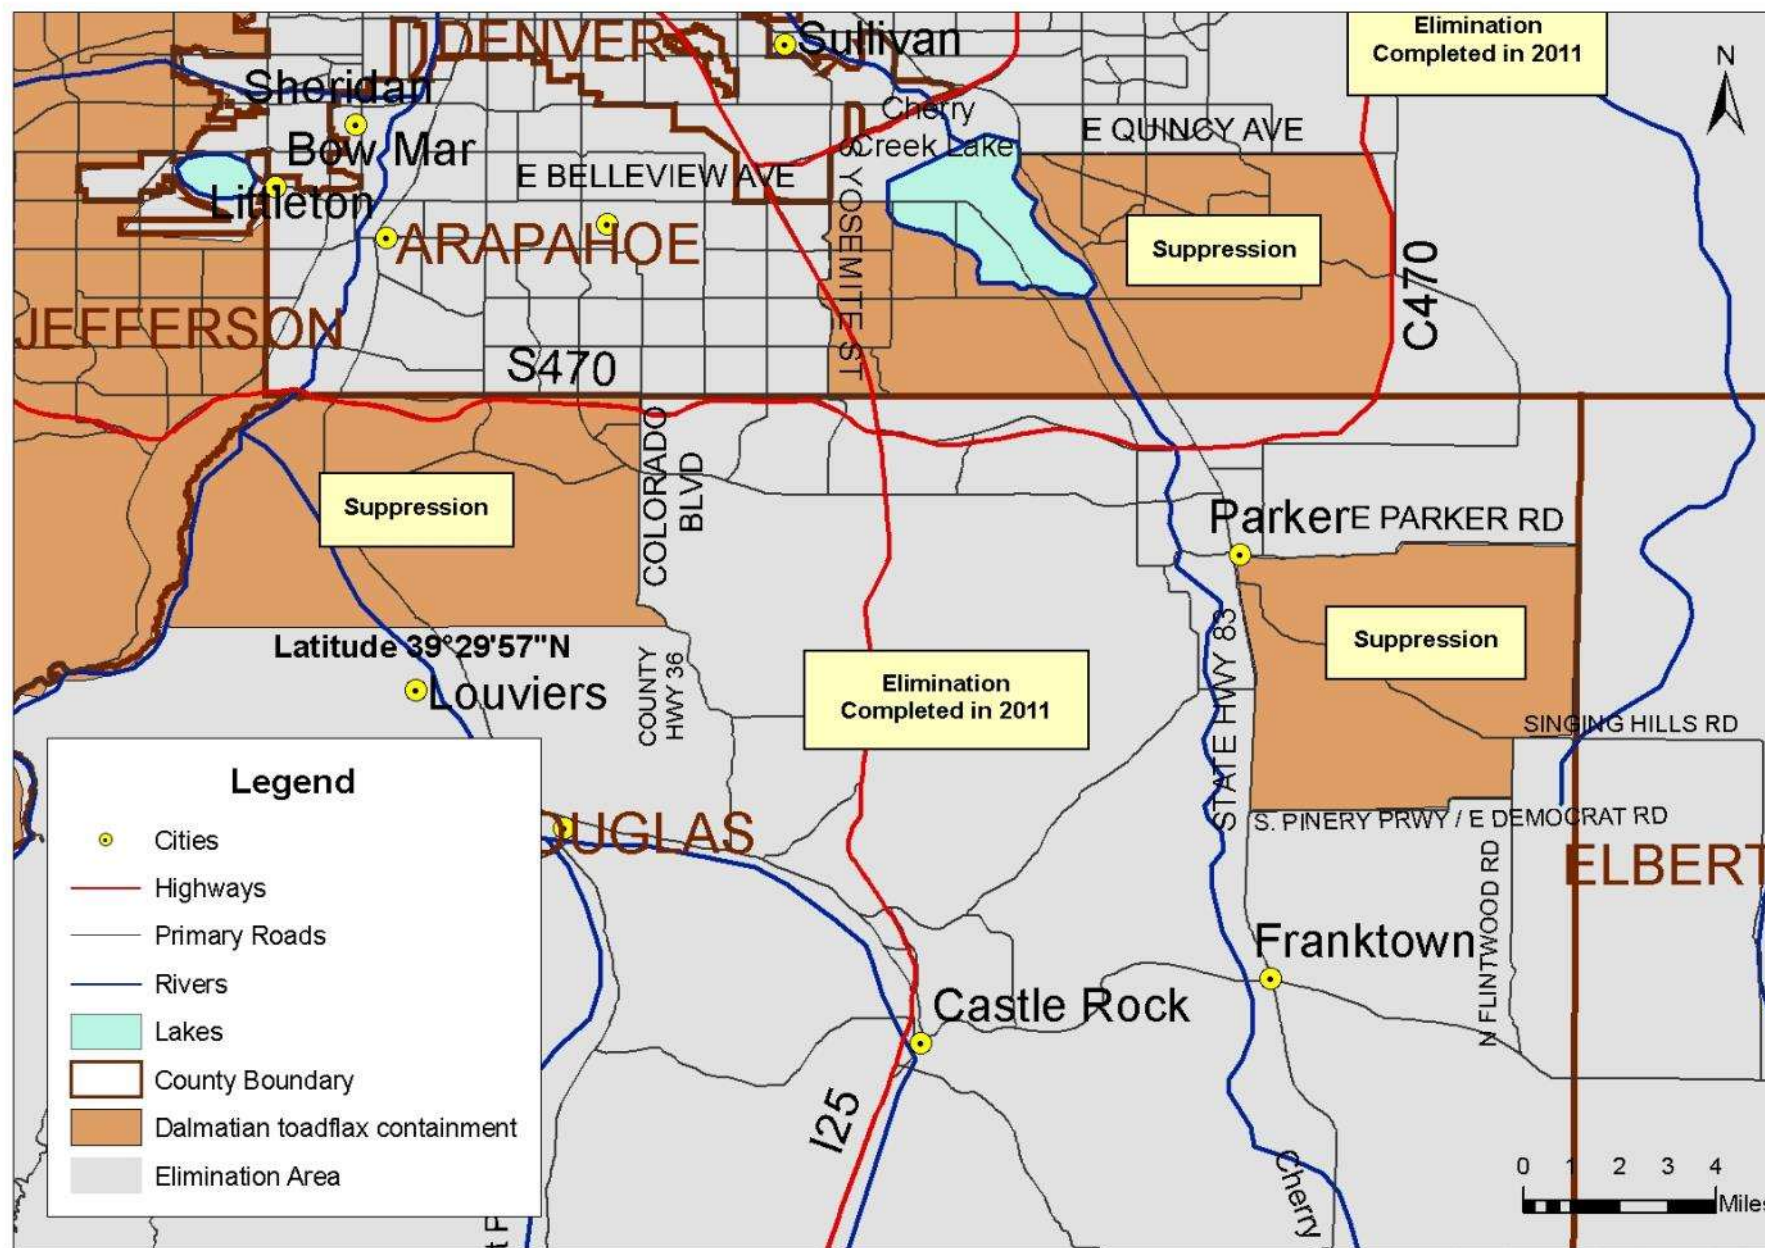 DENVER
Sullivan
Elimination
Completed in 2011
N
Sheridan
Cherry
Creek Lake
E QUINCY AVE
Bow Mar
E BELLEVIEW AVE
Littleton
ARAPAHOE
S YOSEMITE ST
Suppression
C470
JEFFERSON
S470
COLORADO
BLVD
Suppression
Parker
E PARKER RD
Latitude 39°29'57"N
Louviers
COUNTY
HWY 36
Elimination
Completed in 2011
STATE HWY 83
Suppression
SINGING HILLS RD
Legend
Cities
Highways
Primary Roads
Rivers
Lakes
County Boundary
Dalmatian toadflax containment
Elimination Area
OUGLAS
S. PINERY PRWY / E DEMOCRAT RD
ELBERT
N FLINTWOOD RD
Franktown
Castle Rock
I25
Cherry
0 1 2 3 4
Miles